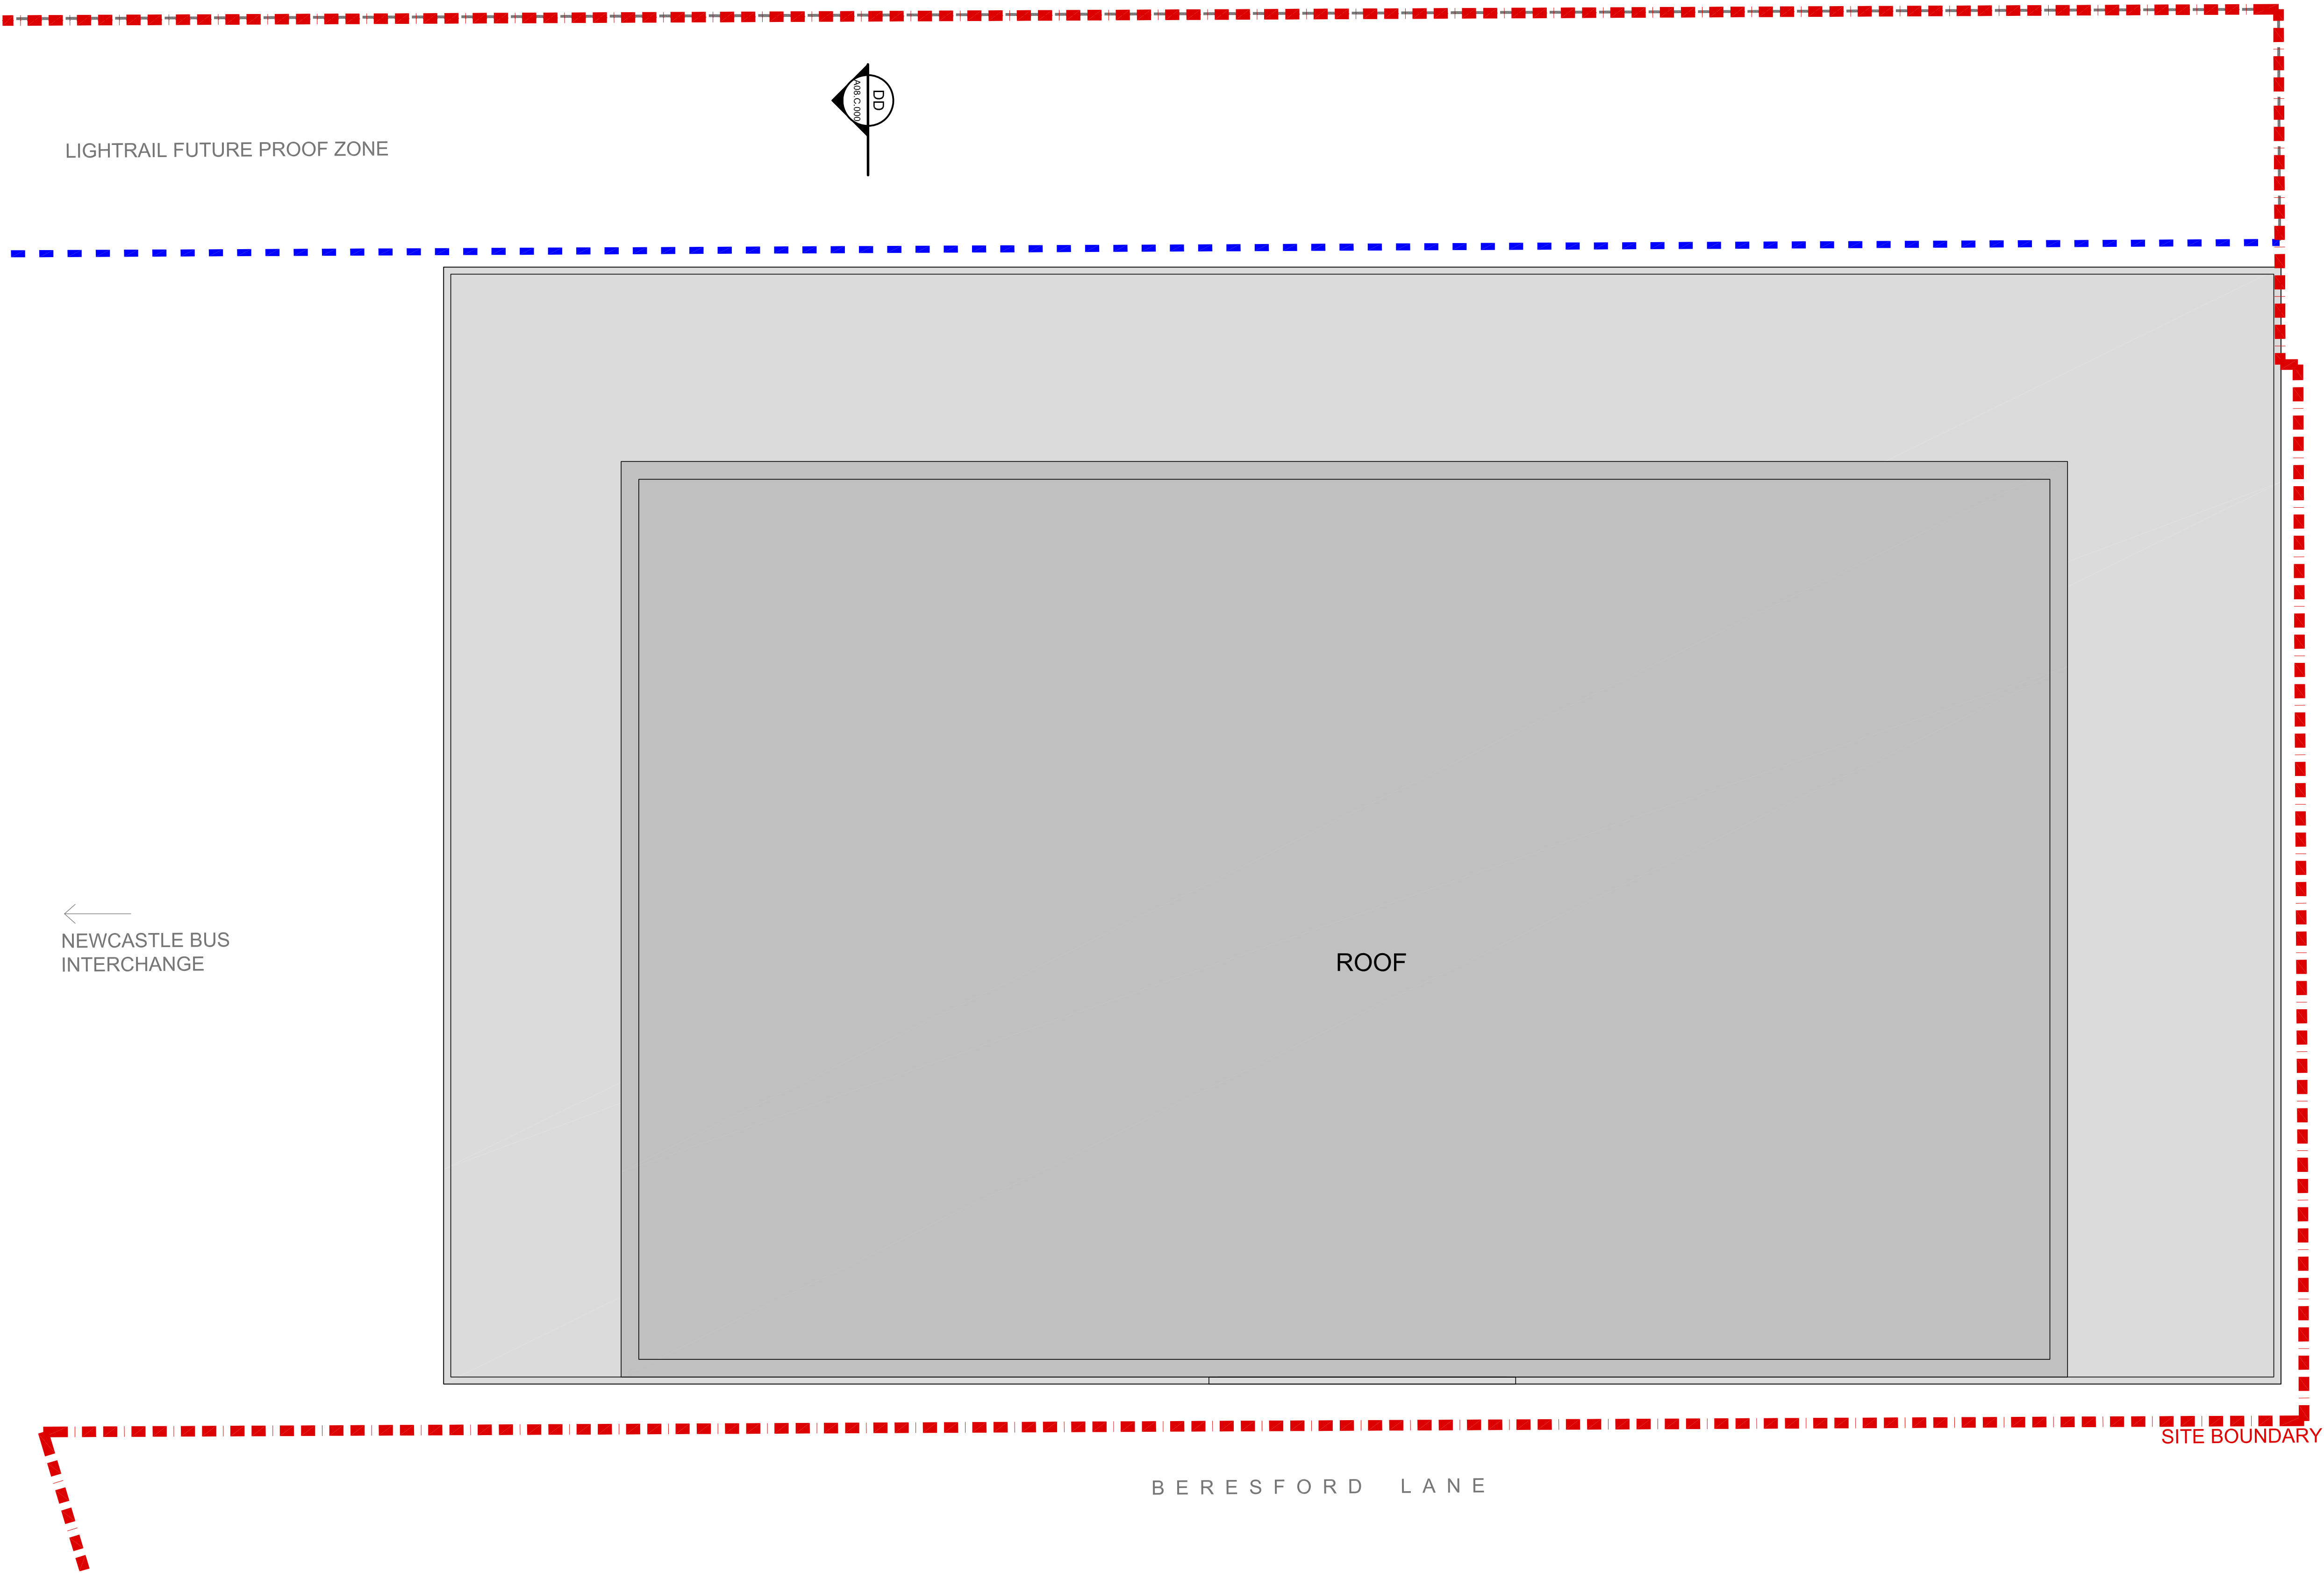 DD
A08.C.000
LIGHTRAIL FUTURE PROOF ZONE
NEWCASTLE BUS
INTERCHANGE
ROOF
SITE BOUNDARY
BERESFORD LANE